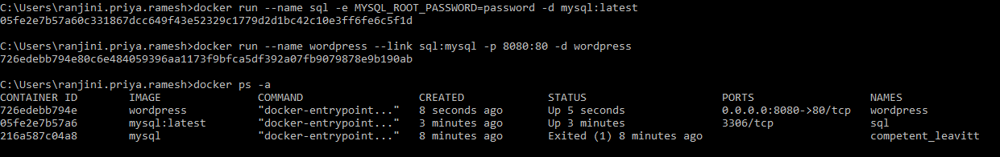 C:\Users\ranjini.priya.ramesh>docker run --name sql -e MYSQL_ROOT_PASSWORD=password -d mysql:latest
05fe2e7b57a60c331867dcc649f43e52329c1779d2d1bc42c10e3ff6fe6c5f1d
C:\Users\ranjini.priya.ramesh>docker run --name wordpress --link sql:mysql -p 8080:80 -d wordpress
726edebb794e80c6e484059396aa1173f9bfca5df392a07fb9079878e9b190ab
C:\Users\ranjini.priya.ramesh>docker ps -a
CONTAINER ID IMAGE COMMAND CREATED STATUS PORTS NAMES
726edebb794e wordpress "docker-entrypoint..." 8 seconds ago Up 5 seconds 0.0.0.0:8080->80/tcp wordpress
05fe2e7b57a6 mysql:latest "docker-entrypoint..." 3 minutes ago Up 3 minutes 3306/tcp sql
216a587c04a8 mysql "docker-entrypoint..." 8 minutes ago Exited (1) 8 minutes ago competent_leavitt